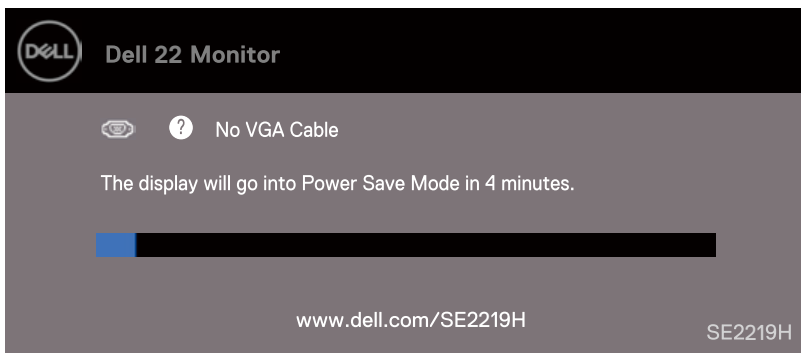 DELL
Dell 22 Monitor
? No VGA Cable
The display will go into Power Save Mode in 4 minutes.
www.dell.com/SE2219H
SE2219H